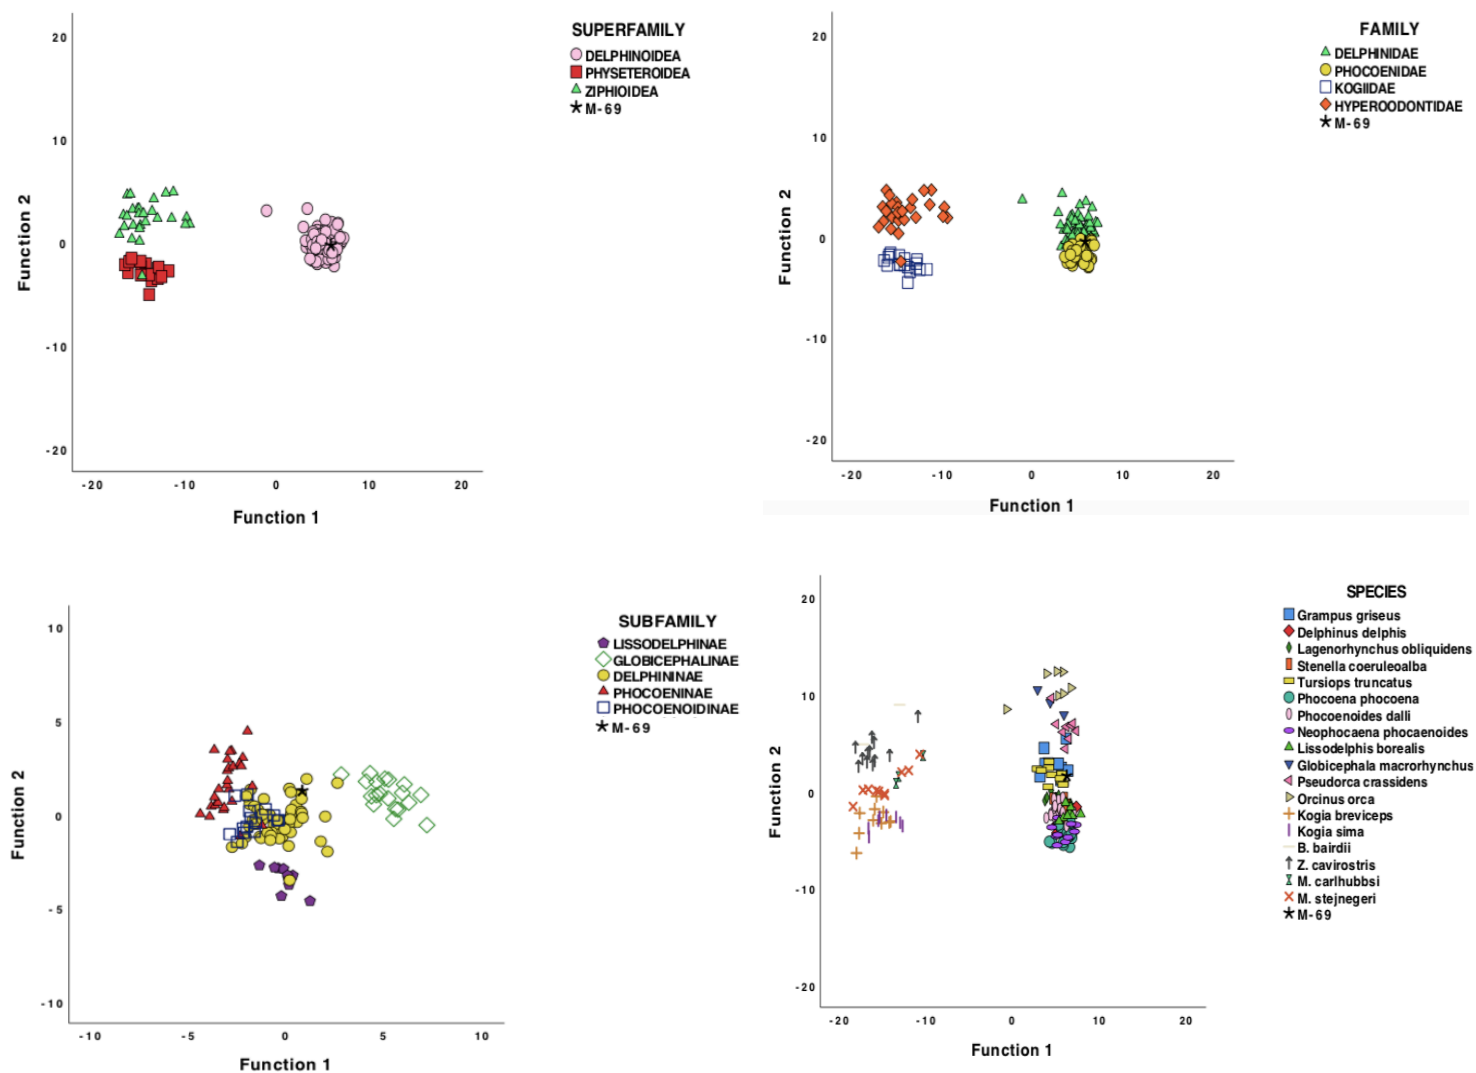 SUPERFAMILY
DELPHINOIDEA
PHYSETEROIDEA
ZIPHIOIDEA
M-69
20
10
0
-10
-20
Function 2
-20 -10 0 10 20
Function 1
FAMILY
DELPHINIDAE
PHOCOENIDAE
KOGIIDAE
HYPEROODONTIDAE
M-69
20
10
0
-10
-20
Function 2
-20 -10 0 10 20
Function 1
SUBFAMILY
LISSODELPHINAE
GLOBICEPHALINAE
DELPHININAE
PHOCOENINAE
PHOCOENOIDINAE
M-69
10
5
0
-5
-10
Function 2
-10 -5 0 5 10
Function 1
SPECIES
Grampus griseus
Delphinus delphis
Lagenorhynchus obliquidens
Stenella coeruleoalba
Tursiops truncatus
Phocoena phocoena
Phocoenoides dalli
Neophocaena phocaenoides
Lissodelphis borealis
Globicephala macrorhynchus
Pseudorca crassidens
Orcinus orca
Kogia breviceps
Kogia sima
B. bairdii
Z. cavirostris
M. carlhubbsi
M. stejnegeri
M-69
20
10
0
-10
-20
Function 2
-20 -10 0 10 20
Function 1